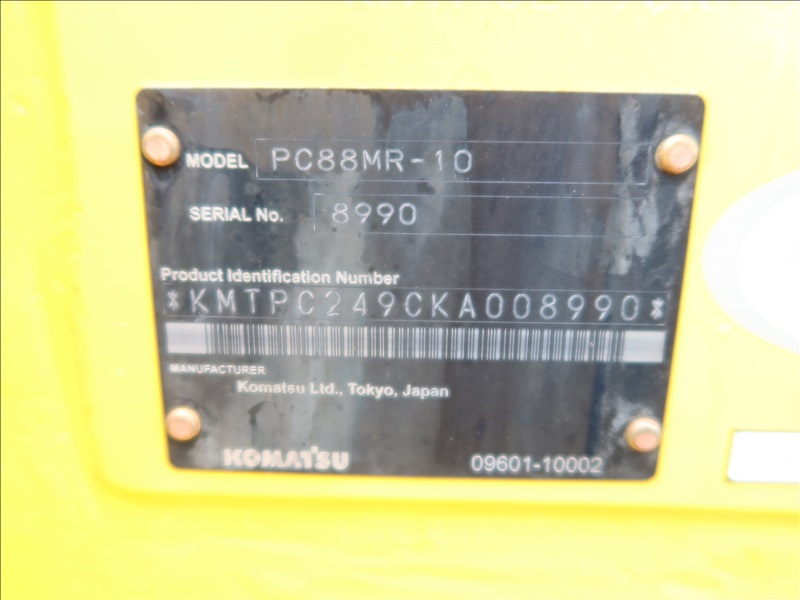 MODEL PC88MR-10
SERIAL No. 8990
Product Identification Number
*KMTPC249CKA008990*
MANUFACTURER
Komatsu Ltd., Tokyo, Japan
KOMATSU 09601-10002